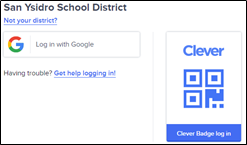 San Ysidro School District
Not your district?
Log in with Google
Having trouble? Get help logging in!
Clever
Clever Badge log in